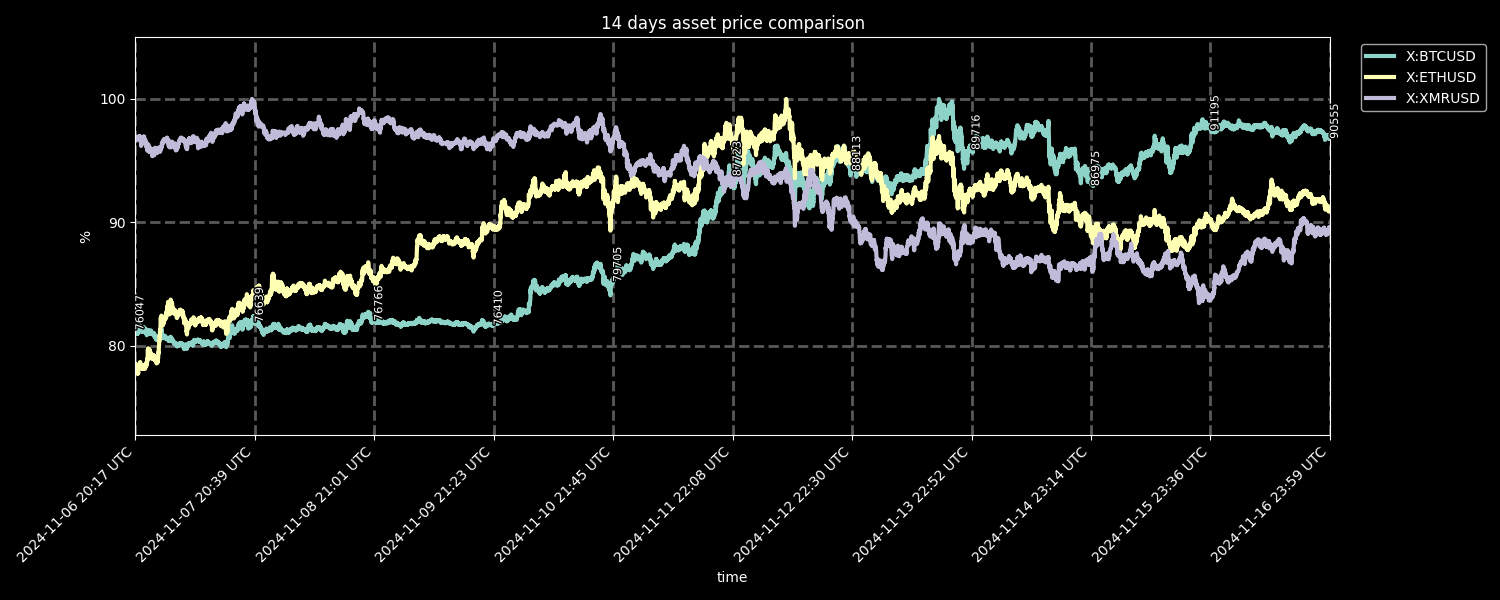 14 days asset price comparison
X:BTCUSD
X:ETHUSD
X:XMRUSD
100
90
80
%
76047
76639
76766
76410
79705
87723
88113
89716
86975
91195
90555
2024-11-06 20:17 UTC
2024-11-07 20:39 UTC
2024-11-08 21:01 UTC
2024-11-09 21:23 UTC
2024-11-10 21:45 UTC
2024-11-11 22:08 UTC
2024-11-12 22:30 UTC
2024-11-13 22:52 UTC
2024-11-14 23:14 UTC
2024-11-15 23:36 UTC
2024-11-16 23:59 UTC
time